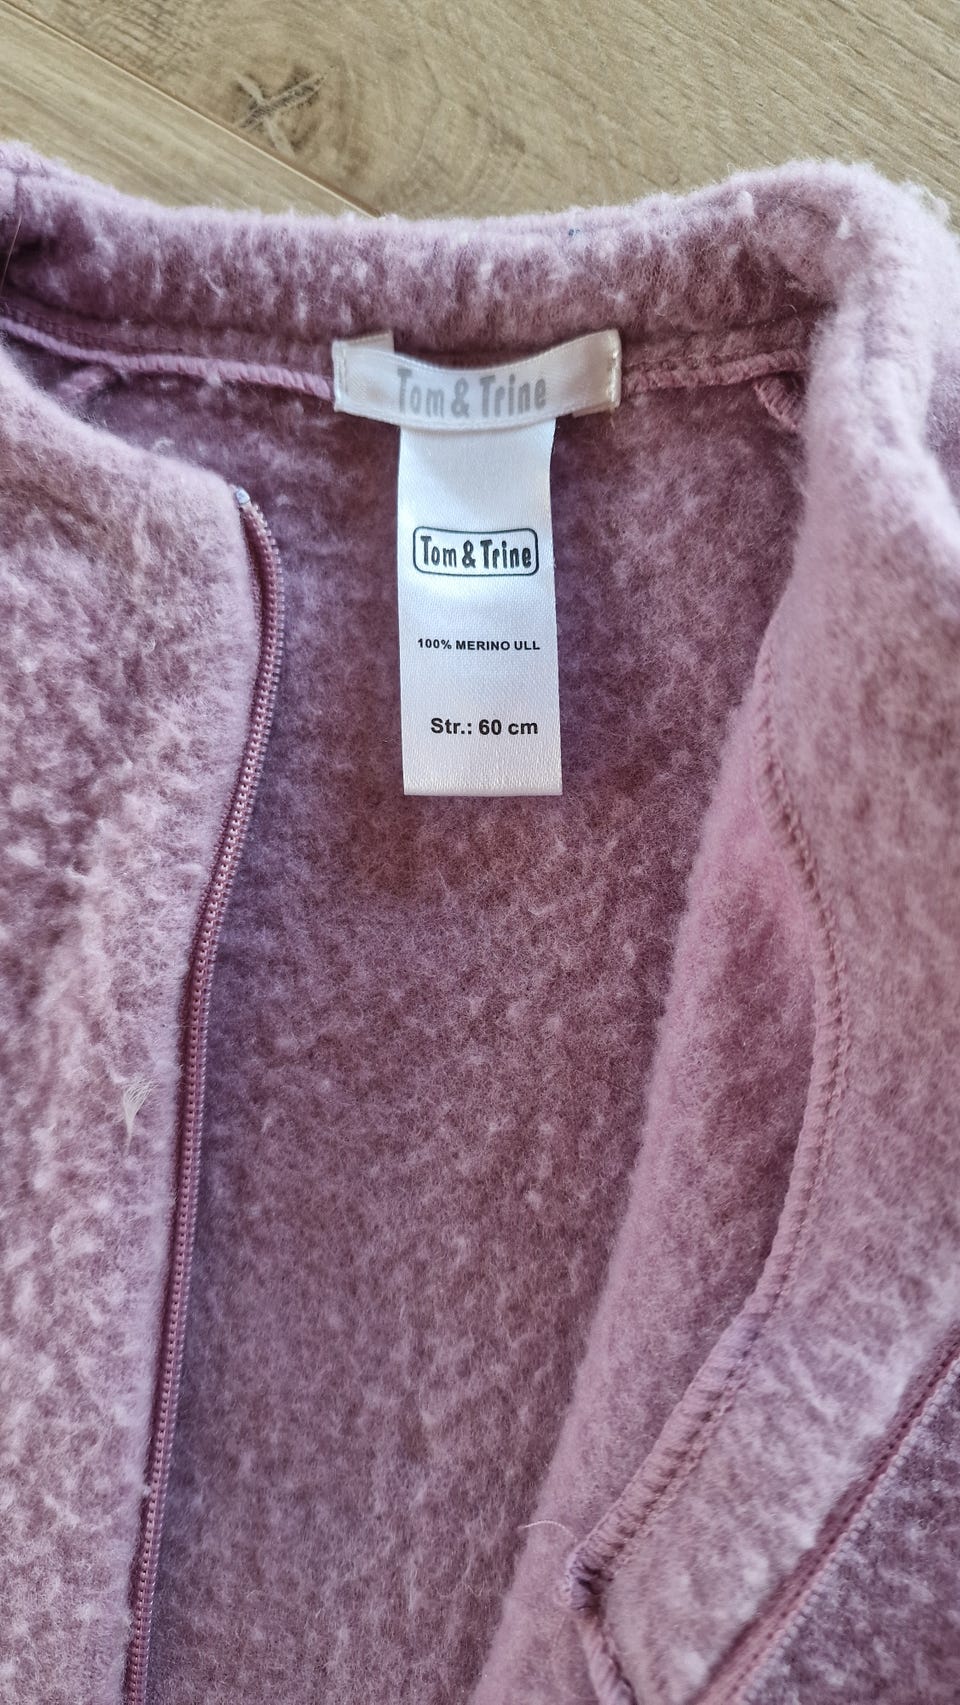 Tom & Trine
Tom & Trine
100% MERINO ULL
Str.: 60 cm